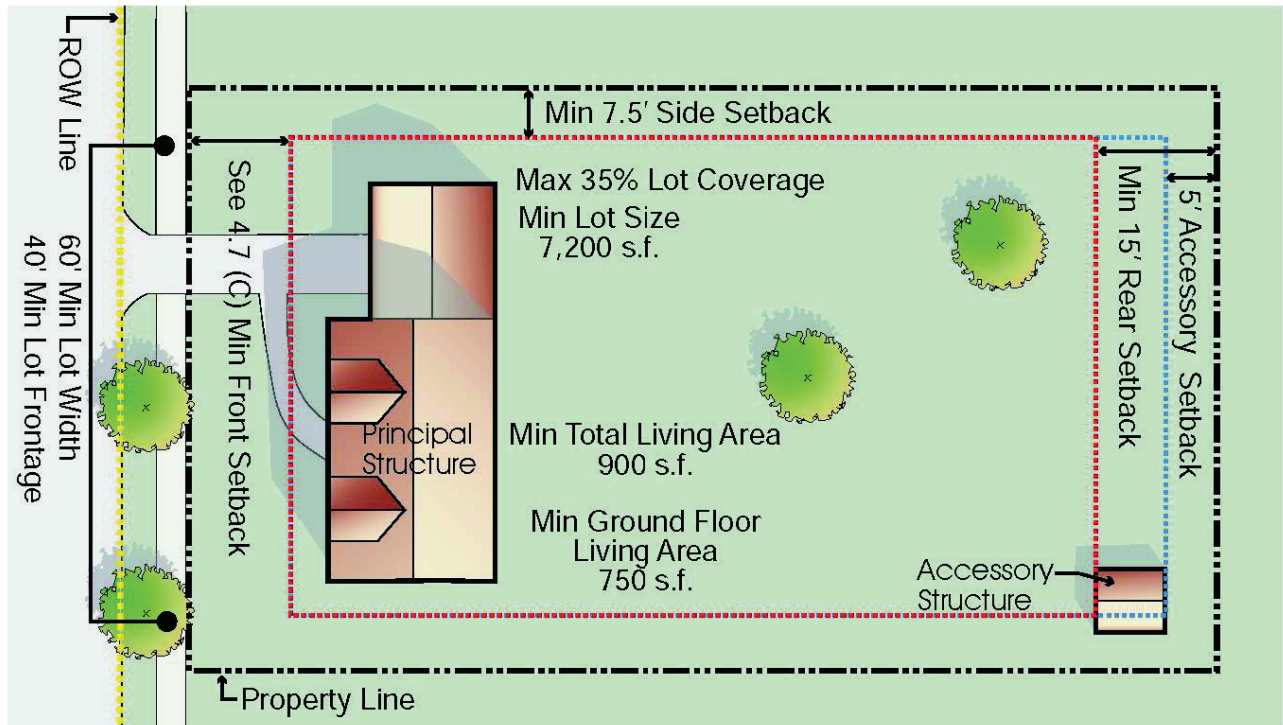 ROW Line
60' Min Lot Width
40' Min Lot Frontage
See 4.7 (C) Min Front Setback
Min 7.5' Side Setback
Max 35% Lot Coverage
Min Lot Size
7,200 s.f.
Min 15' Rear Setback
5' Accessory Setback
Principal
Structure
Min Total Living Area
900 s.f.
Min Ground Floor
Living Area
750 s.f.
Accessory
Structure
Property Line